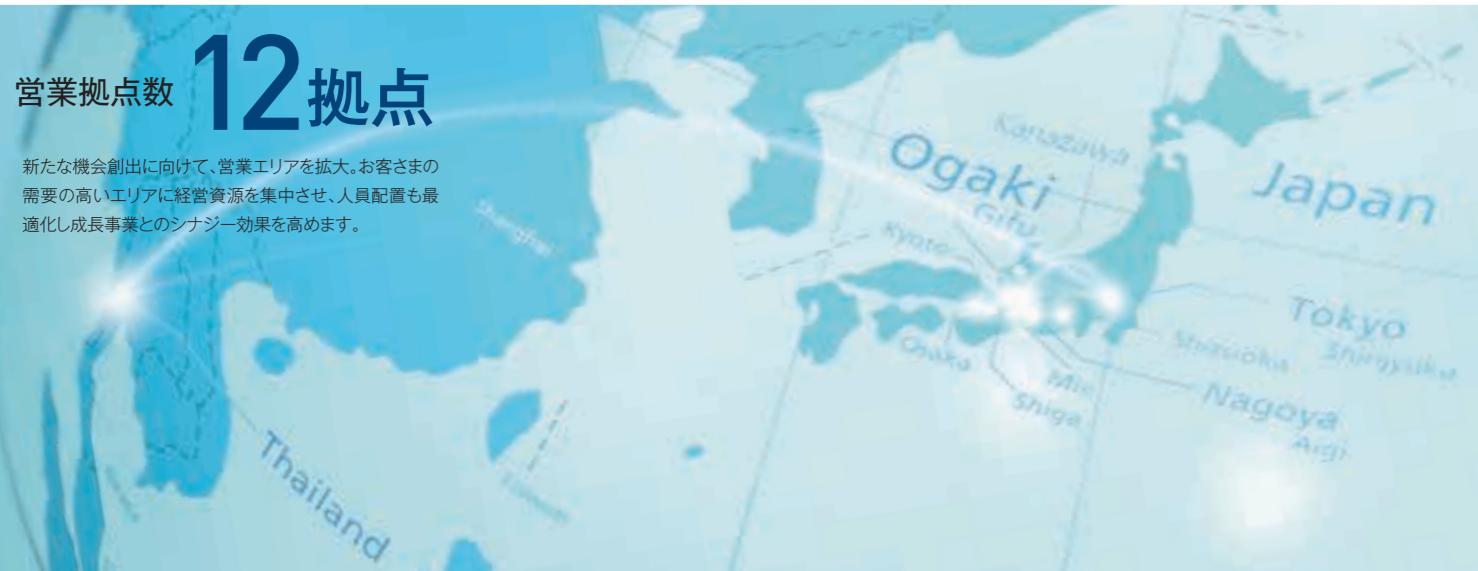 営業拠点数 12拠点
新たな機会創出に向けて、営業エリアを拡大。お客さまの
需要の高いエリアに経営資源を集中させ、人員配置も最
適化し成長事業とのシナジー効果を高めます。
Kanazawa
Ogaki
Gifu
Japan
Kyoto
Shanghai
Tokyo
Shinjyuku
Shizuoka
Osaka
Mie
Shiga
Nagoya
Aigi
Thailand